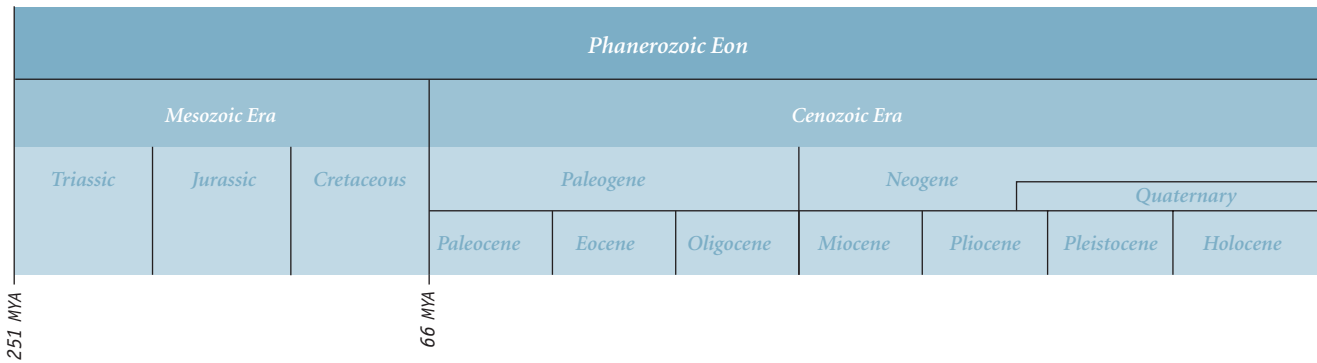 Phanerozoic Eon
Mesozoic Era Cenozoic Era
Triassic Jurassic Cretaceous Paleogene Neogene
Quaternary
Paleocene Eocene Oligocene Miocene Pliocene Pleistocene Holocene
251 MYA
66 MYA